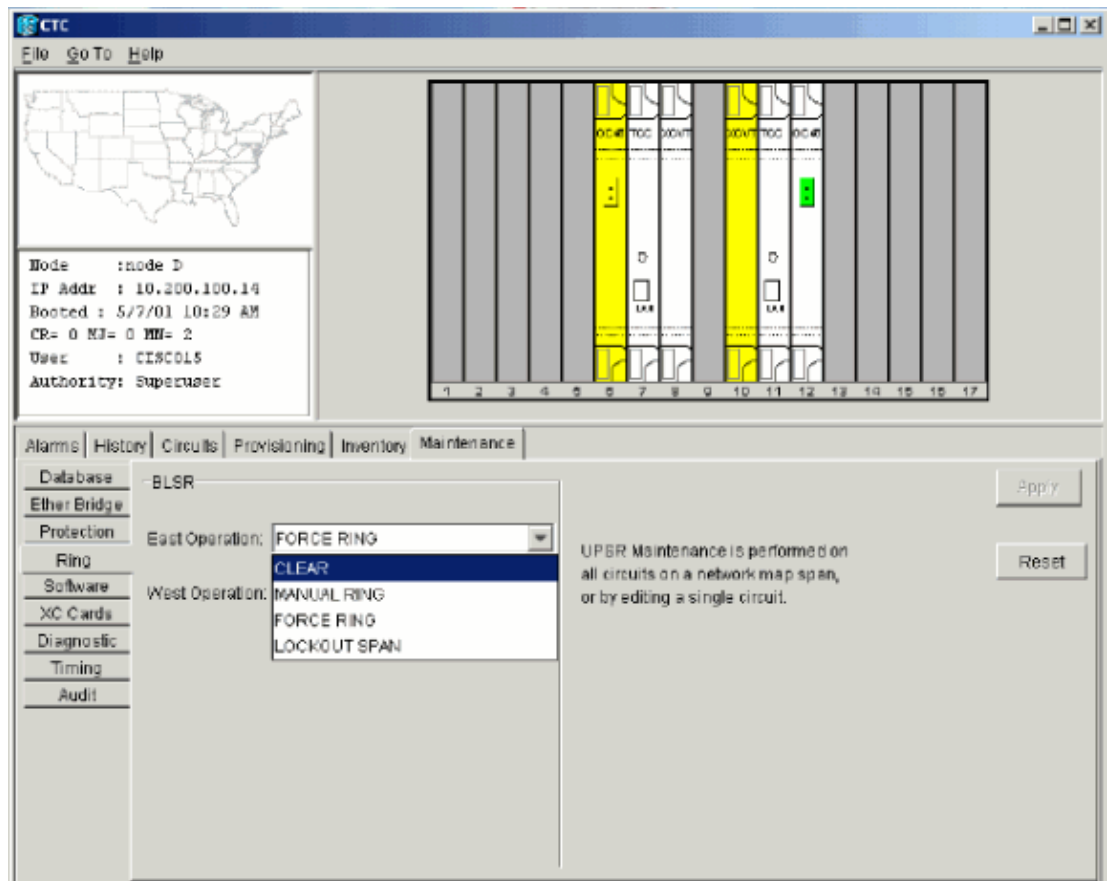 CTC
File Go To Help
OC48 TCC XCVT XCVT TCC OC48
Node :node D
IP Addr : 10.200.100.14
Booted : 5/7/01 10:29 AM
CR= 0 MJ= 0 MN= 2
User : CISCO15
Authority: Superuser
1 2 3 4 5 6 7 8 9 10 11 12 13 14 15 16 17
Alarms History Circuits Provisioning Inventory Maintenance
Database
Ether Bridge
Protection
Ring
Software
XC Cards
Diagnostic
Timing
Audit
BLSR
East Operation: FORCE RING
CLEAR
West Operation: MANUAL RING
FORCE RING
LOCKOUT SPAN
UPSR Maintenance is performed on
all circuits on a network map span,
or by editing a single circuit.
Apply
Reset